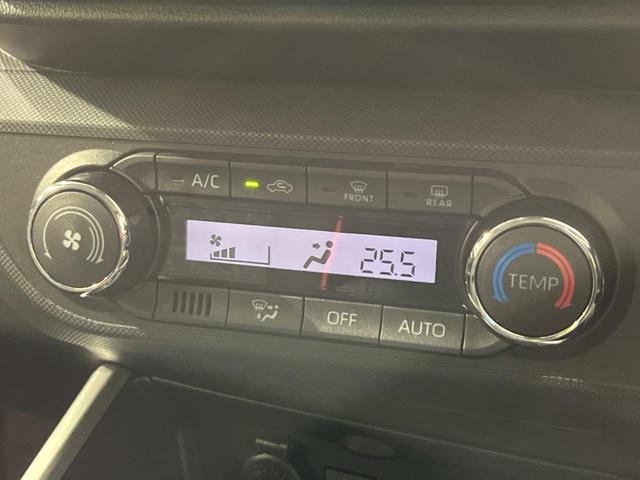 A/C
FRONT
REAR
25.5
TEMP
OFF
AUTO